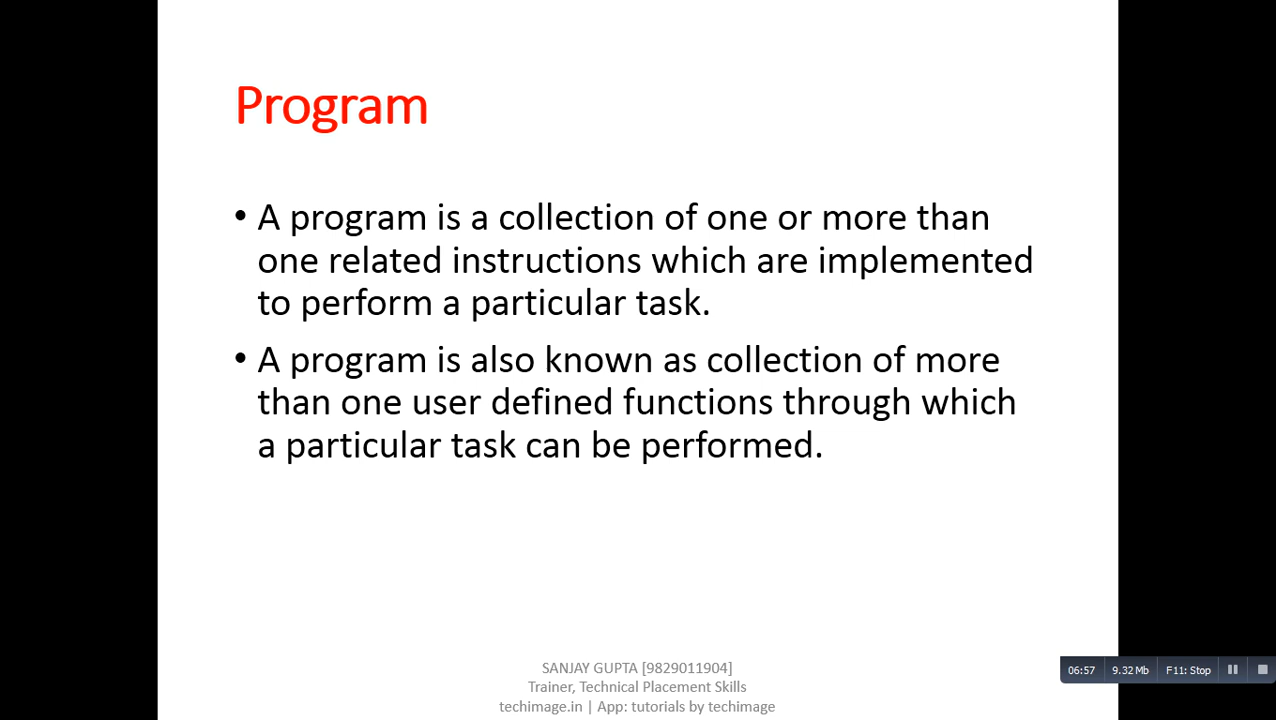 Program
• A program is a collection of one or more than
one related instructions which are implemented
to perform a particular task.
• A program is also known as collection of more
than one user defined functions through which
a particular task can be performed.
SANJAY GUPTA [9829011904]
Trainer, Technical Placement Skills
techimage.in | App: tutorials by techimage
06:57 9.32 Mb F11: Stop